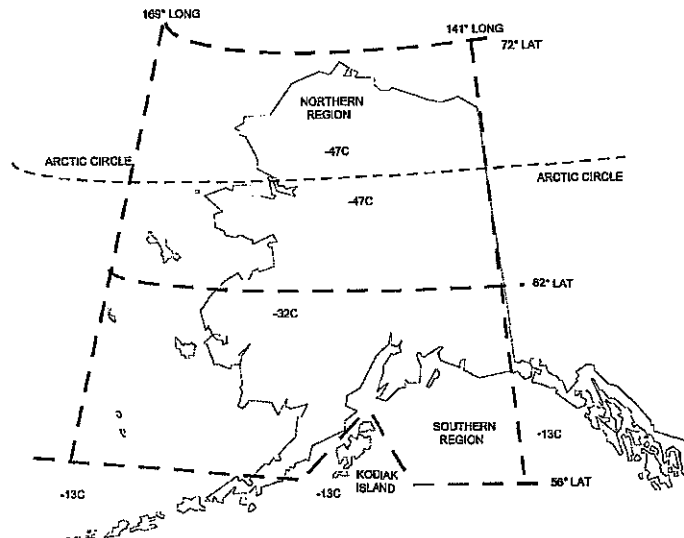 169° LONG
141° LONG
72° LAT
NORTHERN
REGION
-47C
ARCTIC CIRCLE
ARCTIC CIRCLE
-47C
62° LAT
-32C
SOUTHERN
REGION
-13C
-13C
-13C
KODIAK
ISLAND
56° LAT